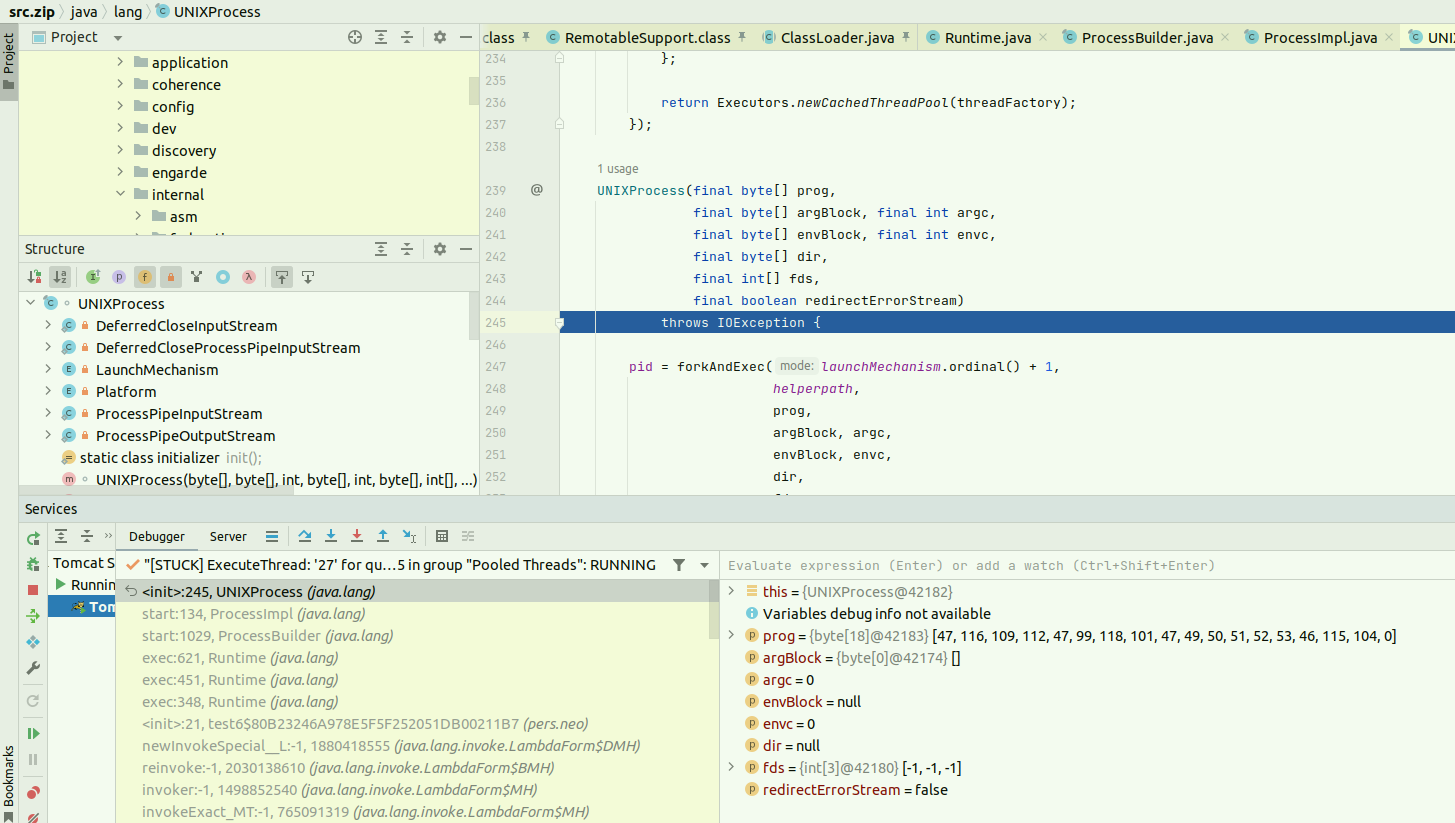 src.zip java lang UNIXProcess
Project
Project
application
coherence
config
dev
discovery
engarde
internal
asm
Structure
UNIXProcess
DeferredCloseInputStream
DeferredCloseProcessPipeInputStream
LaunchMechanism
Platform
ProcessPipeInputStream
ProcessPipeOutputStream
static class initializer init();
UNIXProcess(byte[], byte[], int, byte[], int, byte[], int[], ...)
class RemotableSupport.class ClassLoader.java Runtime.java ProcessBuilder.java ProcessImpl.java UNIX
234 };
235
236 return Executors.newCachedThreadPool(threadFactory);
237 });
238
1 usage
239 @ UNIXProcess(final byte[] prog,
240 final byte[] argBlock, final int argc,
241 final byte[] envBlock, final int envc,
242 final byte[] dir,
243 final int[] fds,
244 final boolean redirectErrorStream)
245 throws IOException {
246
247 pid = forkAndExec( mode: launchMechanism.ordinal() + 1,
248 helperpath,
249 prog,
250 argBlock, argc,
251 envBlock, envc,
252 dir,
Services
Debugger Server
Tomcat S
Runnin
Tom
"[STUCK] ExecuteThread: '27' for qu...5 in group "Pooled Threads": RUNNING
<init>:245, UNIXProcess (java.lang)
start:134, ProcessImpl (java.lang)
start:1029, ProcessBuilder (java.lang)
exec:621, Runtime (java.lang)
exec:451, Runtime (java.lang)
exec:348, Runtime (java.lang)
<init>:21, test6$80B23246A978E5F5F252051DB00211B7 (pers.neo)
newInvokeSpecial__L:-1, 1880418555 (java.lang.invoke.LambdaForm$DMH)
reinvoke:-1, 2030138610 (java.lang.invoke.LambdaForm$BMH)
invoker:-1, 1498852540 (java.lang.invoke.LambdaForm$MH)
invokeExact_MT:-1, 765091319 (java.lang.invoke.LambdaForm$MH)
Evaluate expression (Enter) or add a watch (Ctrl+Shift+Enter)
this = {UNIXProcess@42182}
Variables debug info not available
prog = {byte[18]@42183} [47, 116, 109, 112, 47, 99, 118, 101, 47, 49, 50, 51, 52, 53, 46, 115, 104, 0]
argBlock = {byte[0]@42174} []
argc = 0
envBlock = null
envc = 0
dir = null
fds = {int[3]@42180} [-1, -1, -1]
redirectErrorStream = false
Bookmarks